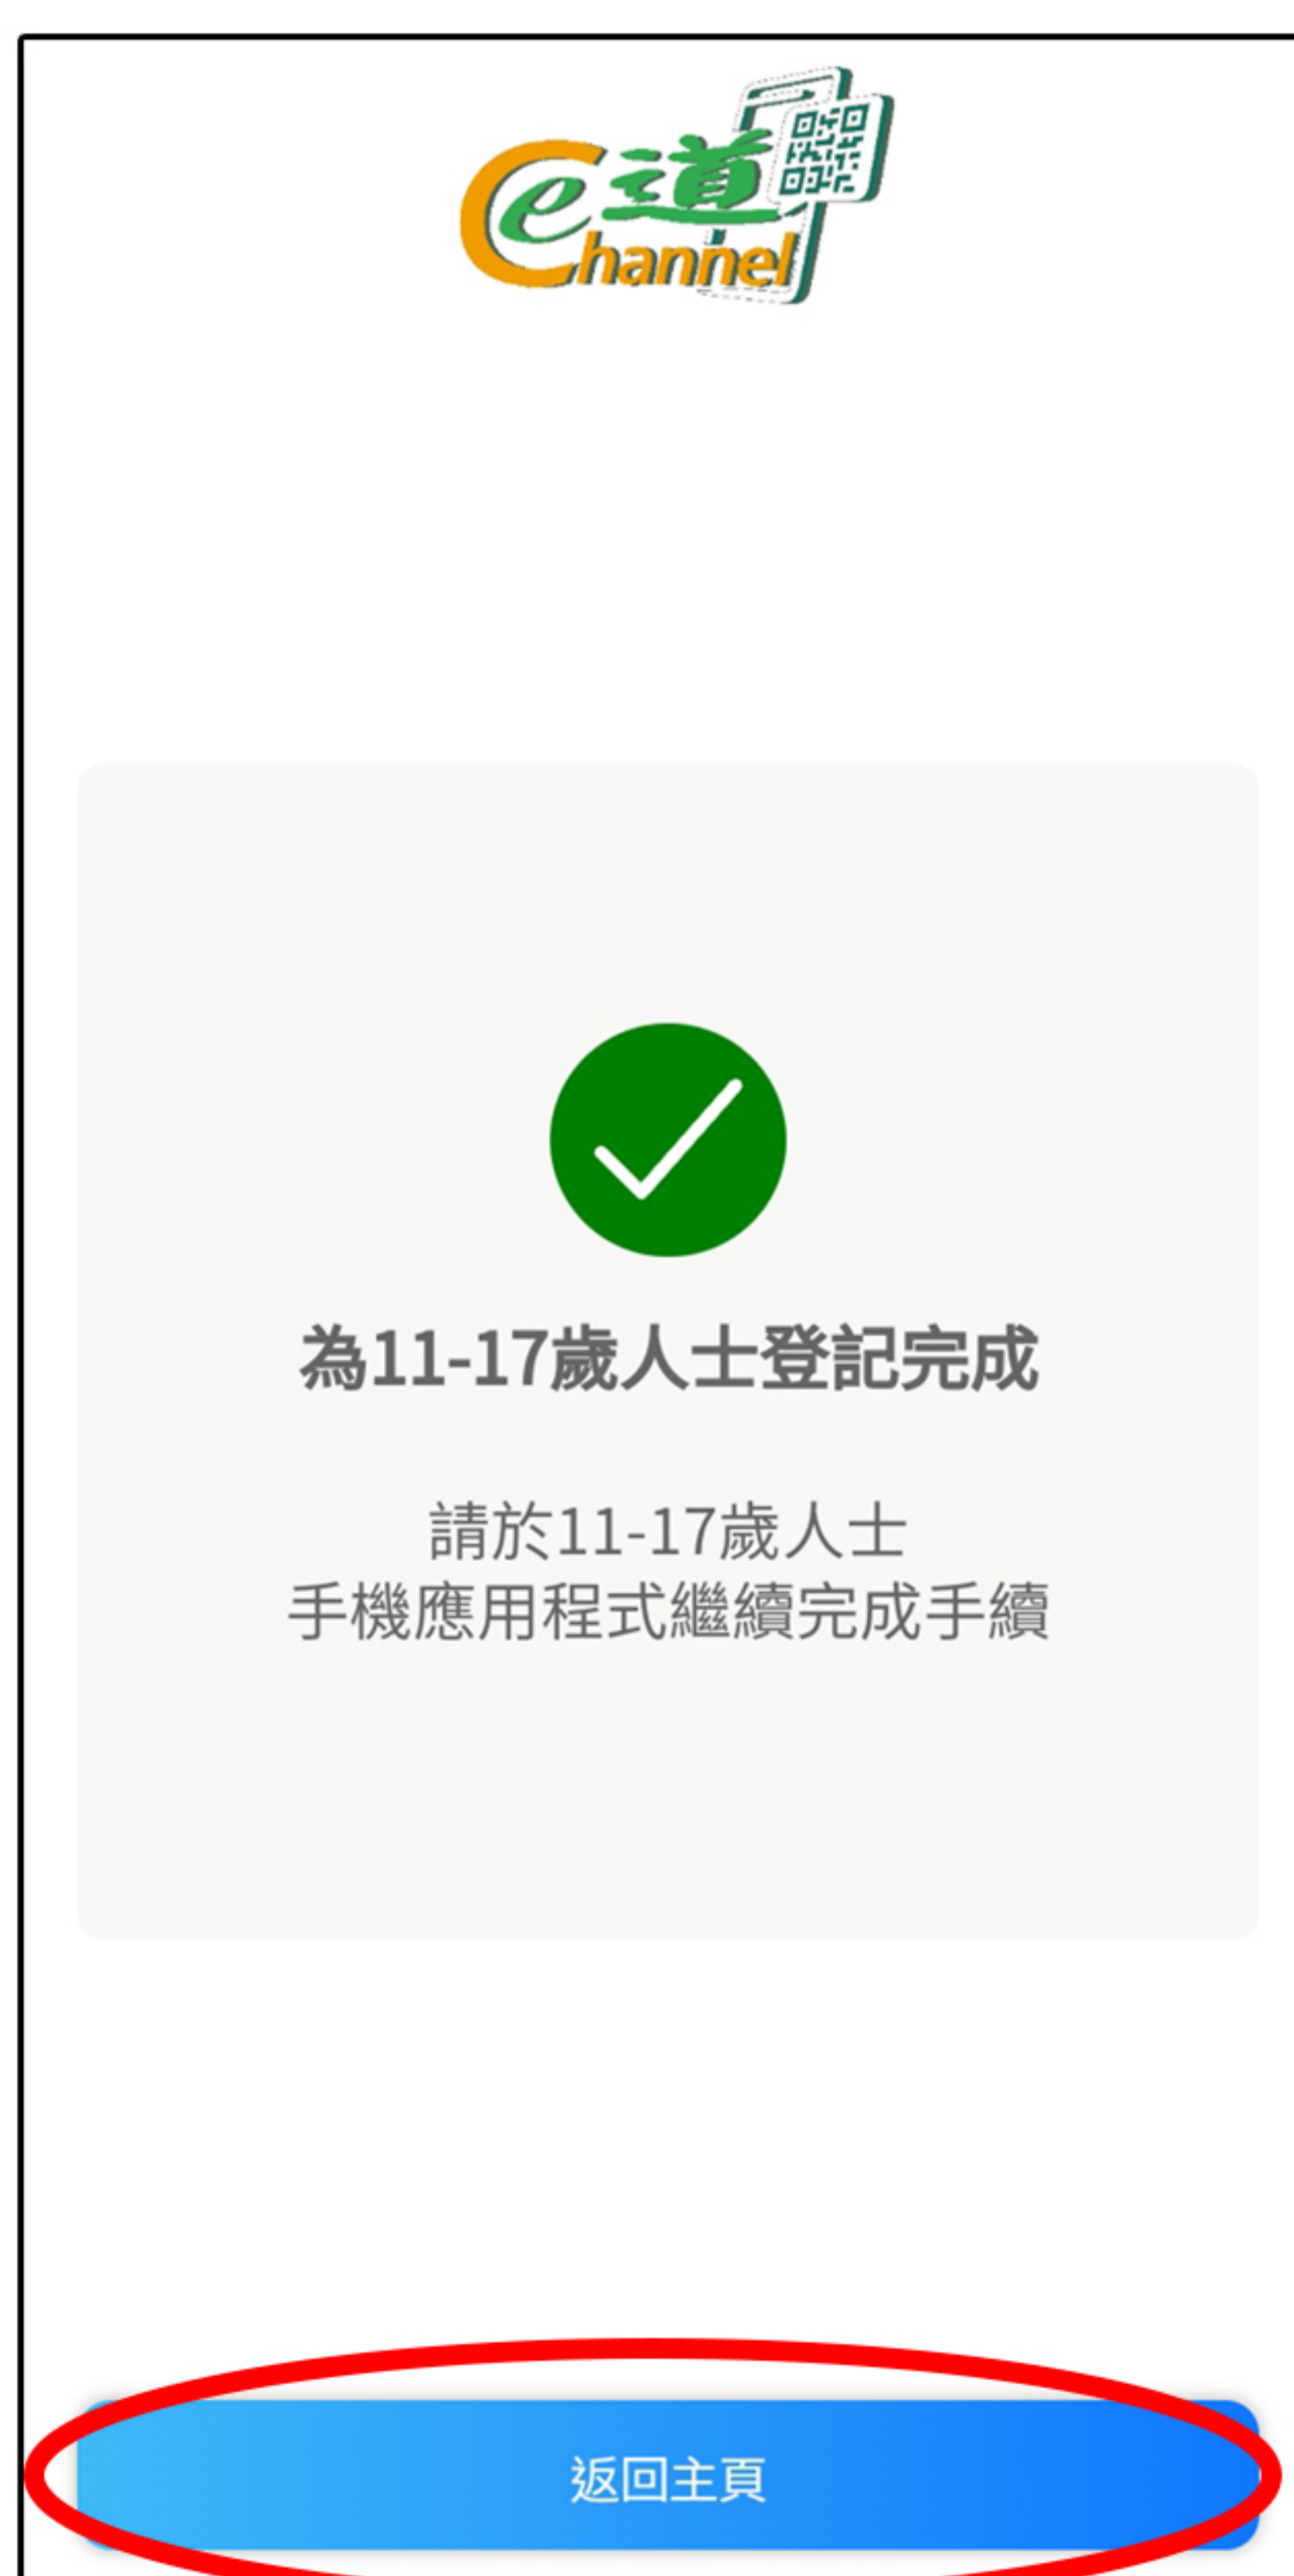 e道
Channel
為11-17歲人士登記完成
請於11-17歲人士
手機應用程式繼續完成手續
返回主頁